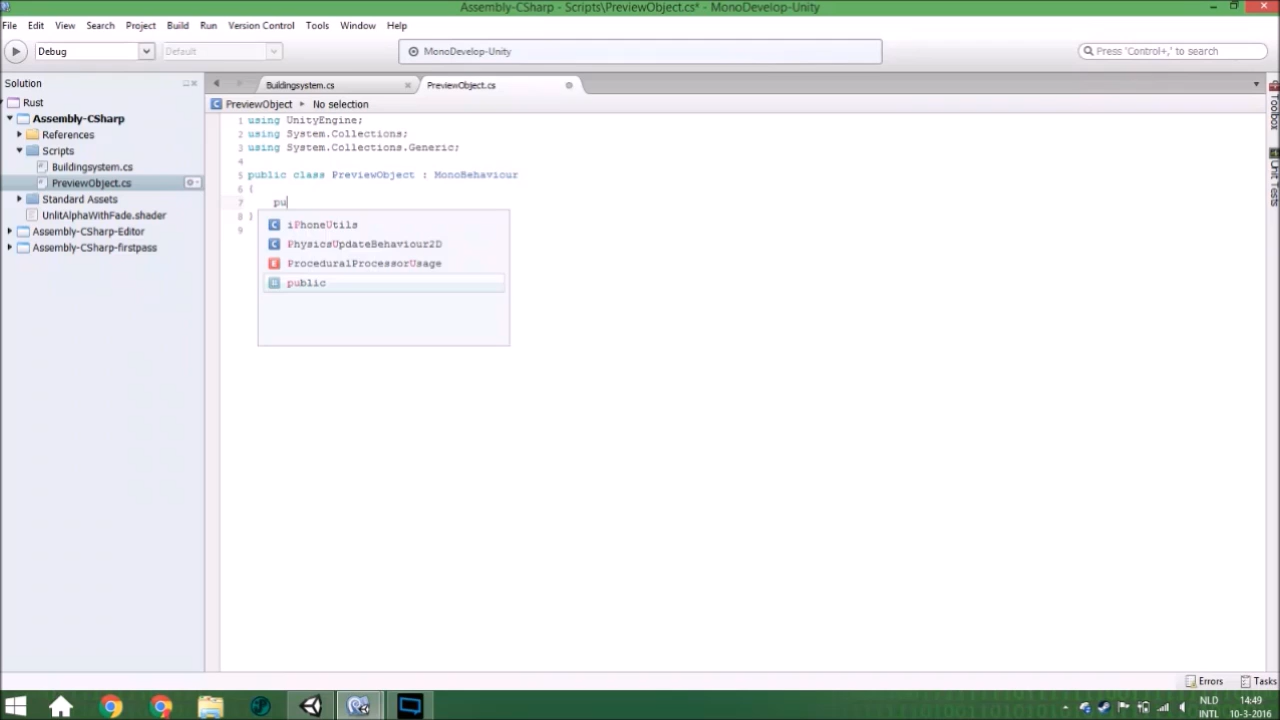 Assembly-CSharp - Scripts\PreviewObject.cs* - MonoDevelop-Unity
File Edit View Search Project Build Run Version Control Tools Window Help
Debug Default MonoDevelop-Unity Press 'Control+,' to search
Solution
Buildingsystem.cs PreviewObject.cs
PreviewObject No selection
Rust
Assembly-CSharp
References
Scripts
Buildingsystem.cs
PreviewObject.cs
Standard Assets
UnlitAlphaWithFade.shader
Assembly-CSharp-Editor
Assembly-CSharp-firstpass
1 using UnityEngine;
2 using System.Collections;
3 using System.Collections.Generic;
4
5 public class PreviewObject : MonoBehaviour
6 {
7 pu
8 }
9
iPhoneUtils
PhysicsUpdateBehaviour2D
ProceduralProcessorUsage
public
Toolbox
Unit Tests
Errors Tasks
NLD 14:49
INTL 10-3-2016